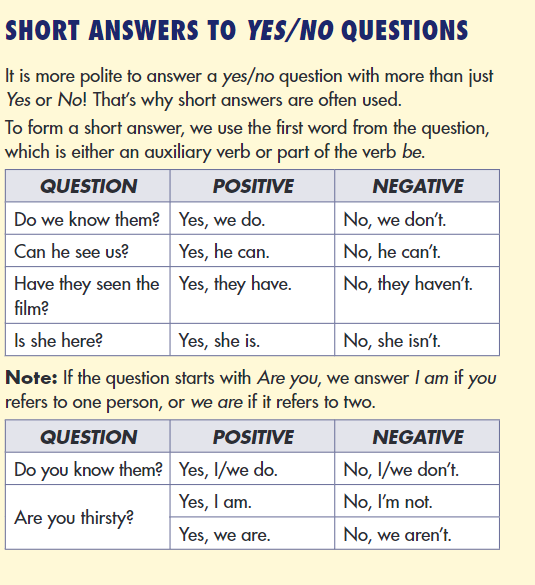 SHORT ANSWERS TO YES/NO QUESTIONS
It is more polite to answer a yes/no question with more than just
Yes or No! That's why short answers are often used.
To form a short answer, we use the first word from the question,
which is either an auxiliary verb or part of the verb be.
QUESTION POSITIVE NEGATIVE
Do we know them? Yes, we do. No, we don't.
Can he see us? Yes, he can. No, he can't.
Have they seen the Yes, they have. No, they haven't.
film?
Is she here? Yes, she is. No, she isn't.
Note: If the question starts with Are you, we answer I am if you
refers to one person, or we are if it refers to two.
QUESTION POSITIVE NEGATIVE
Do you know them? Yes, I/we do. No, I/we don't.
Are you thirsty? Yes, I am. No, I'm not.
Yes, we are. No, we aren't.